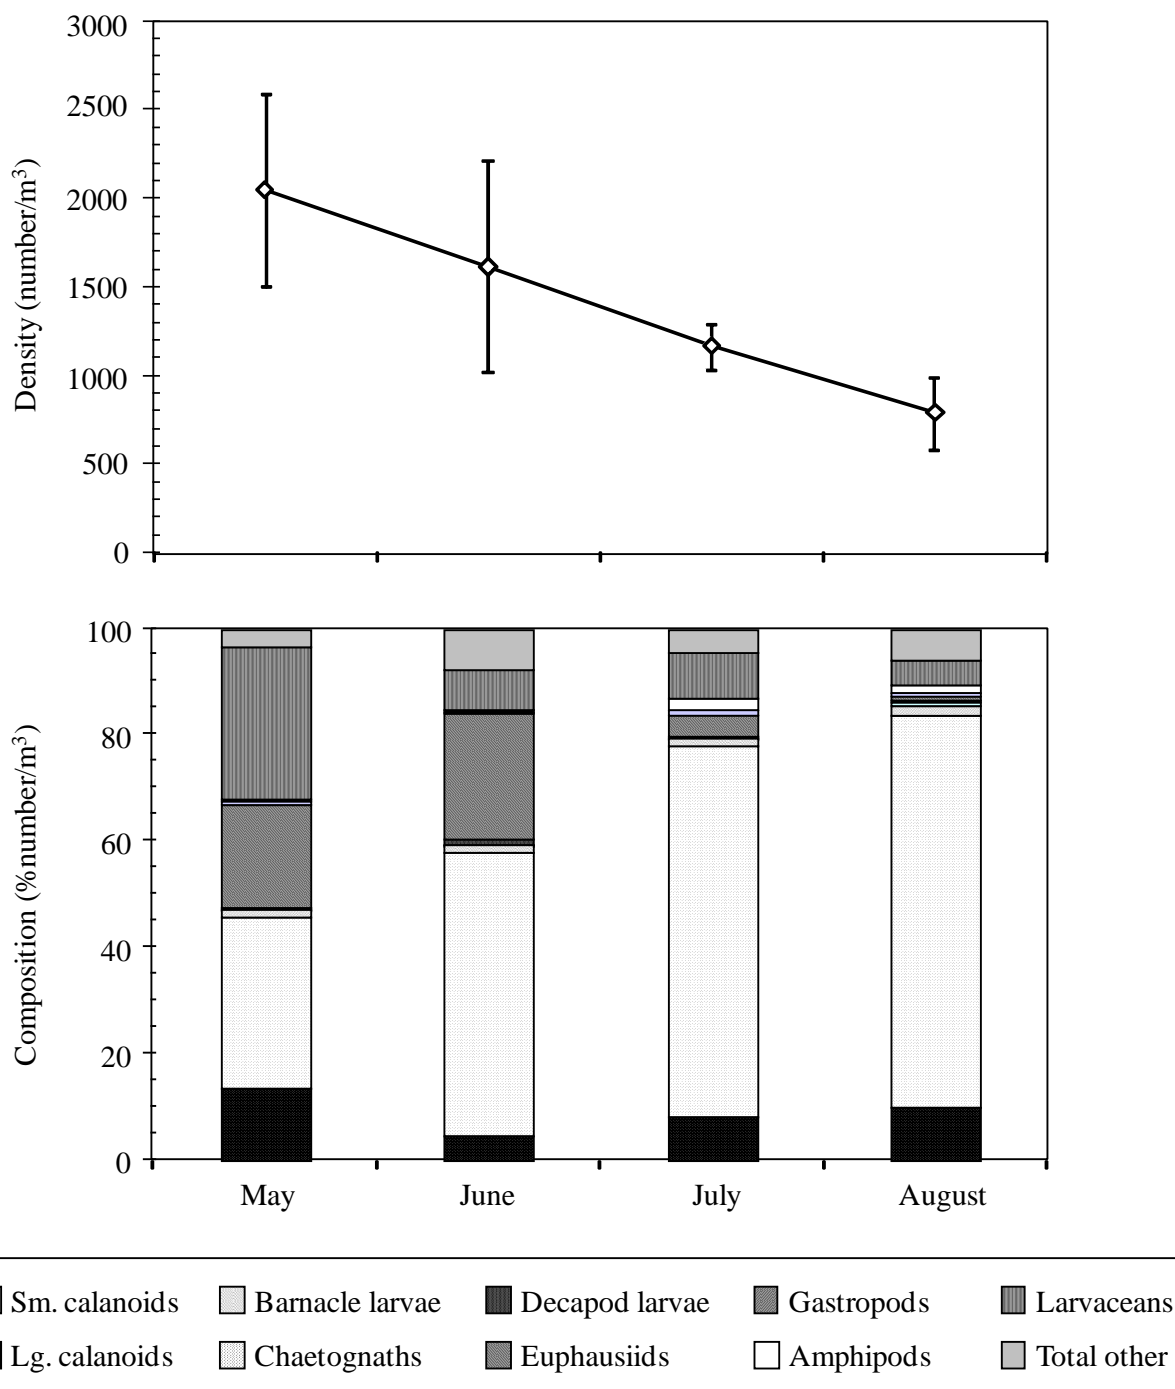 3000
2500
2000
1500
1000
500
0
Density (number/m³)
100
80
60
40
20
0
Composition (%number/m³)
May June July August
Sm. calanoids Barnacle larvae Decapod larvae Gastropods Larvaceans
Lg. calanoids Chaetognaths Euphausiids Amphipods Total other